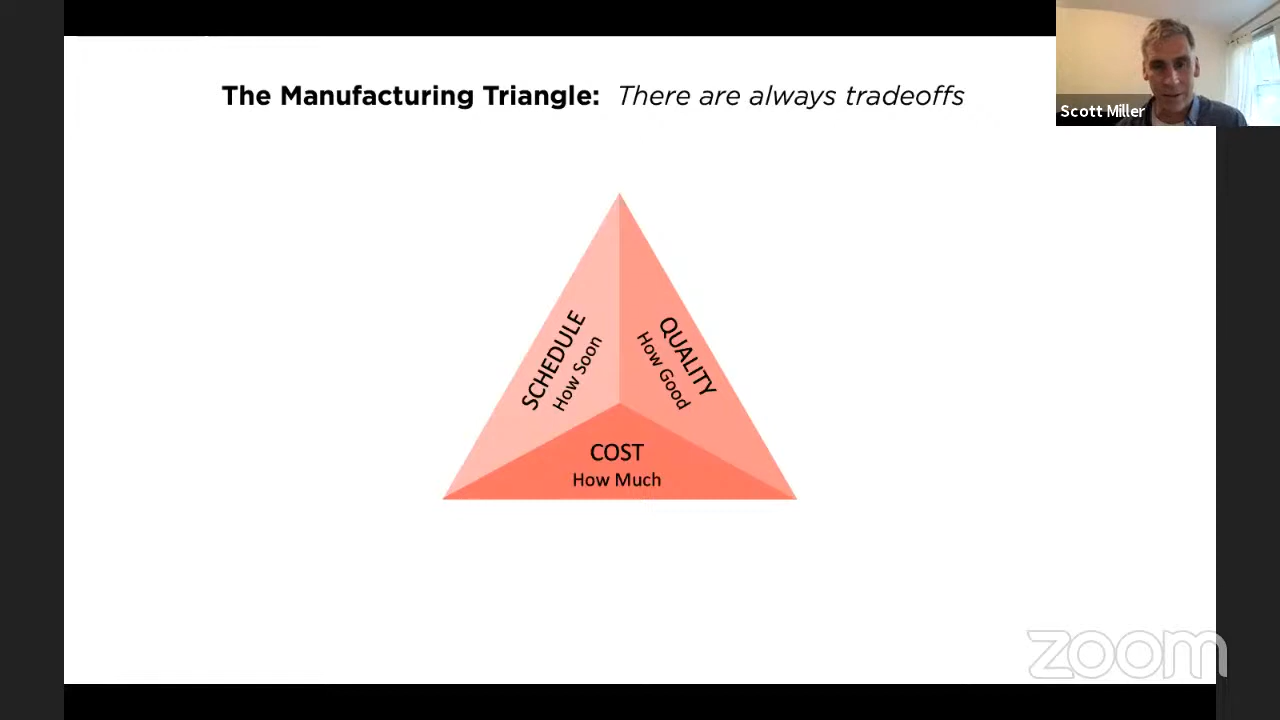 The Manufacturing Triangle: There are always tradeoffs
Scott Miller
SCHEDULE
How Soon
QUALITY
How Good
COST
How Much
zoom